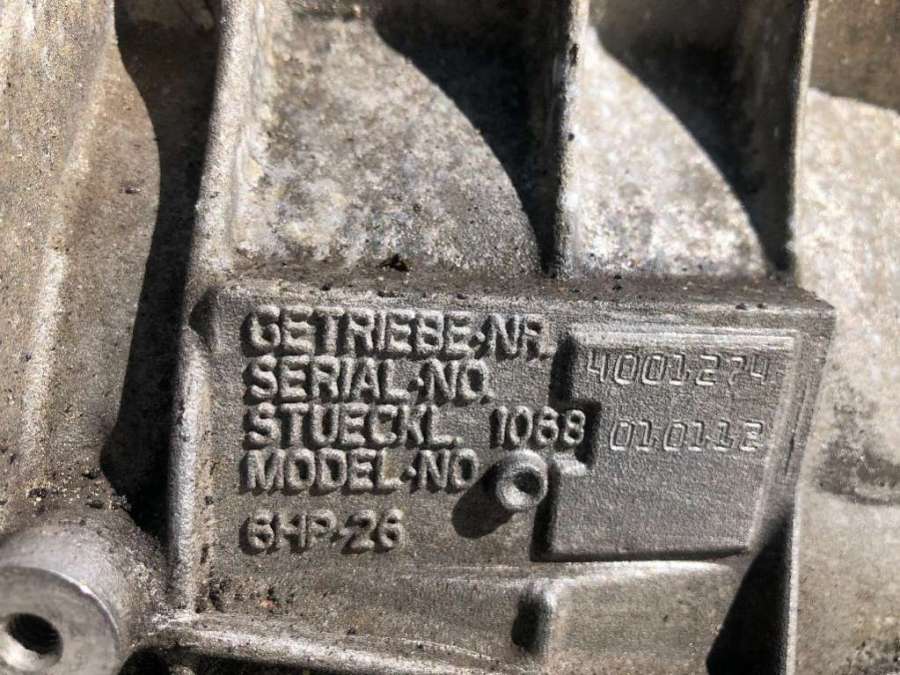 GETRIEBE-NR.
SERIAL-NO. 4001274
STUECKL. 1068 010112
MODEL-NO
6HP-26